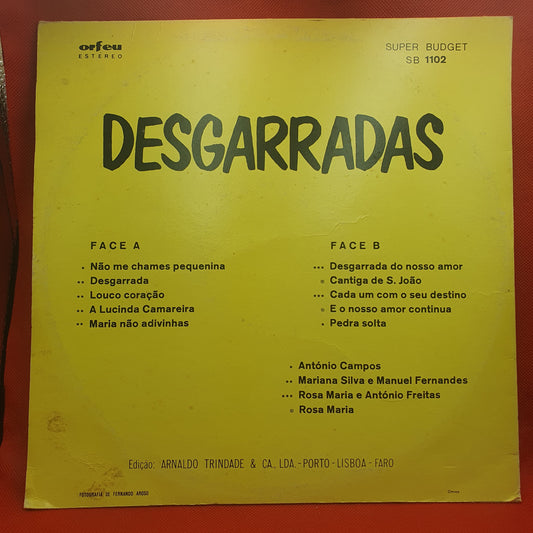 orfeu
ESTEREO
SUPER BUDGET
SB 1102
DESGARRADAS
FACE A
• Não me chames pequenina
•• Desgarrada
•• Louco coração
•• A Lucinda Camareira
•• Maria não adivinhas
FACE B
••• Desgarrada do nosso amor
□ Cantiga de S. João
••• Cada um com o seu destino
□ E o nosso amor continua
• Pedra solta
• António Campos
•• Mariana Silva e Manuel Fernandes
••• Rosa Maria e António Freitas
□ Rosa Maria
Edição: ARNALDO TRINDADE & CA., LDA. - PORTO - LISBOA - FARO
FOTOGRAFIA DE FERNANDO AROSO